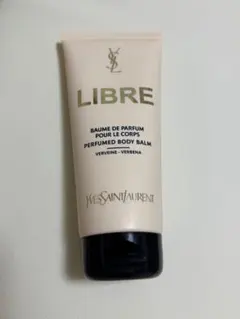 YSL
LIBRE
BAUME DE PARFUM
POUR LE CORPS
PERFUMED BODY BALM
VERVEINE - VERBENA
YVESSAINTLAURENT